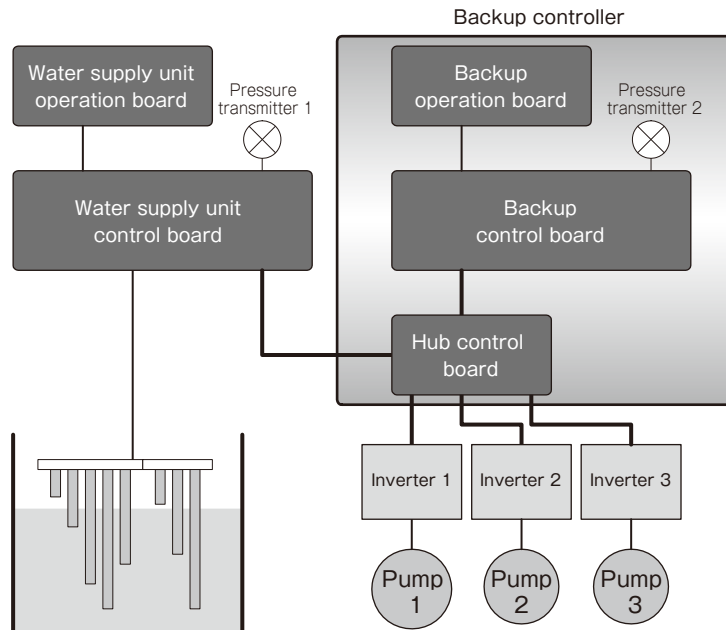 Backup controller
Water supply unit
operation board
Pressure
transmitter 1
Backup
operation board
Pressure
transmitter 2
Water supply unit
control board
Backup
control board
Hub control
board
Inverter 1
Inverter 2
Inverter 3
Pump
1
Pump
2
Pump
3